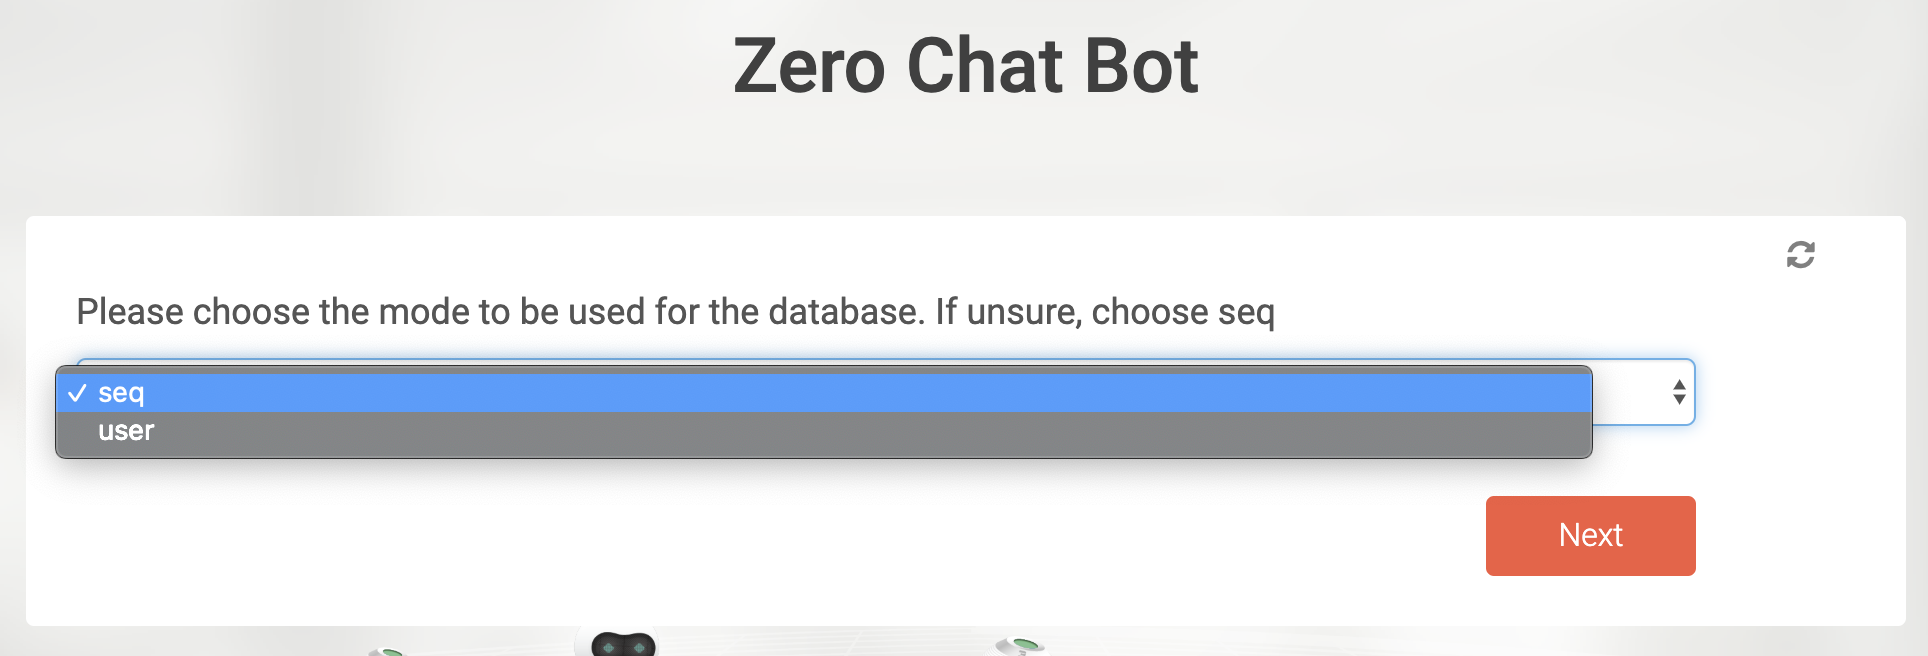 Zero Chat Bot
Please choose the mode to be used for the database. If unsure, choose seq
✓ seq
user
Next